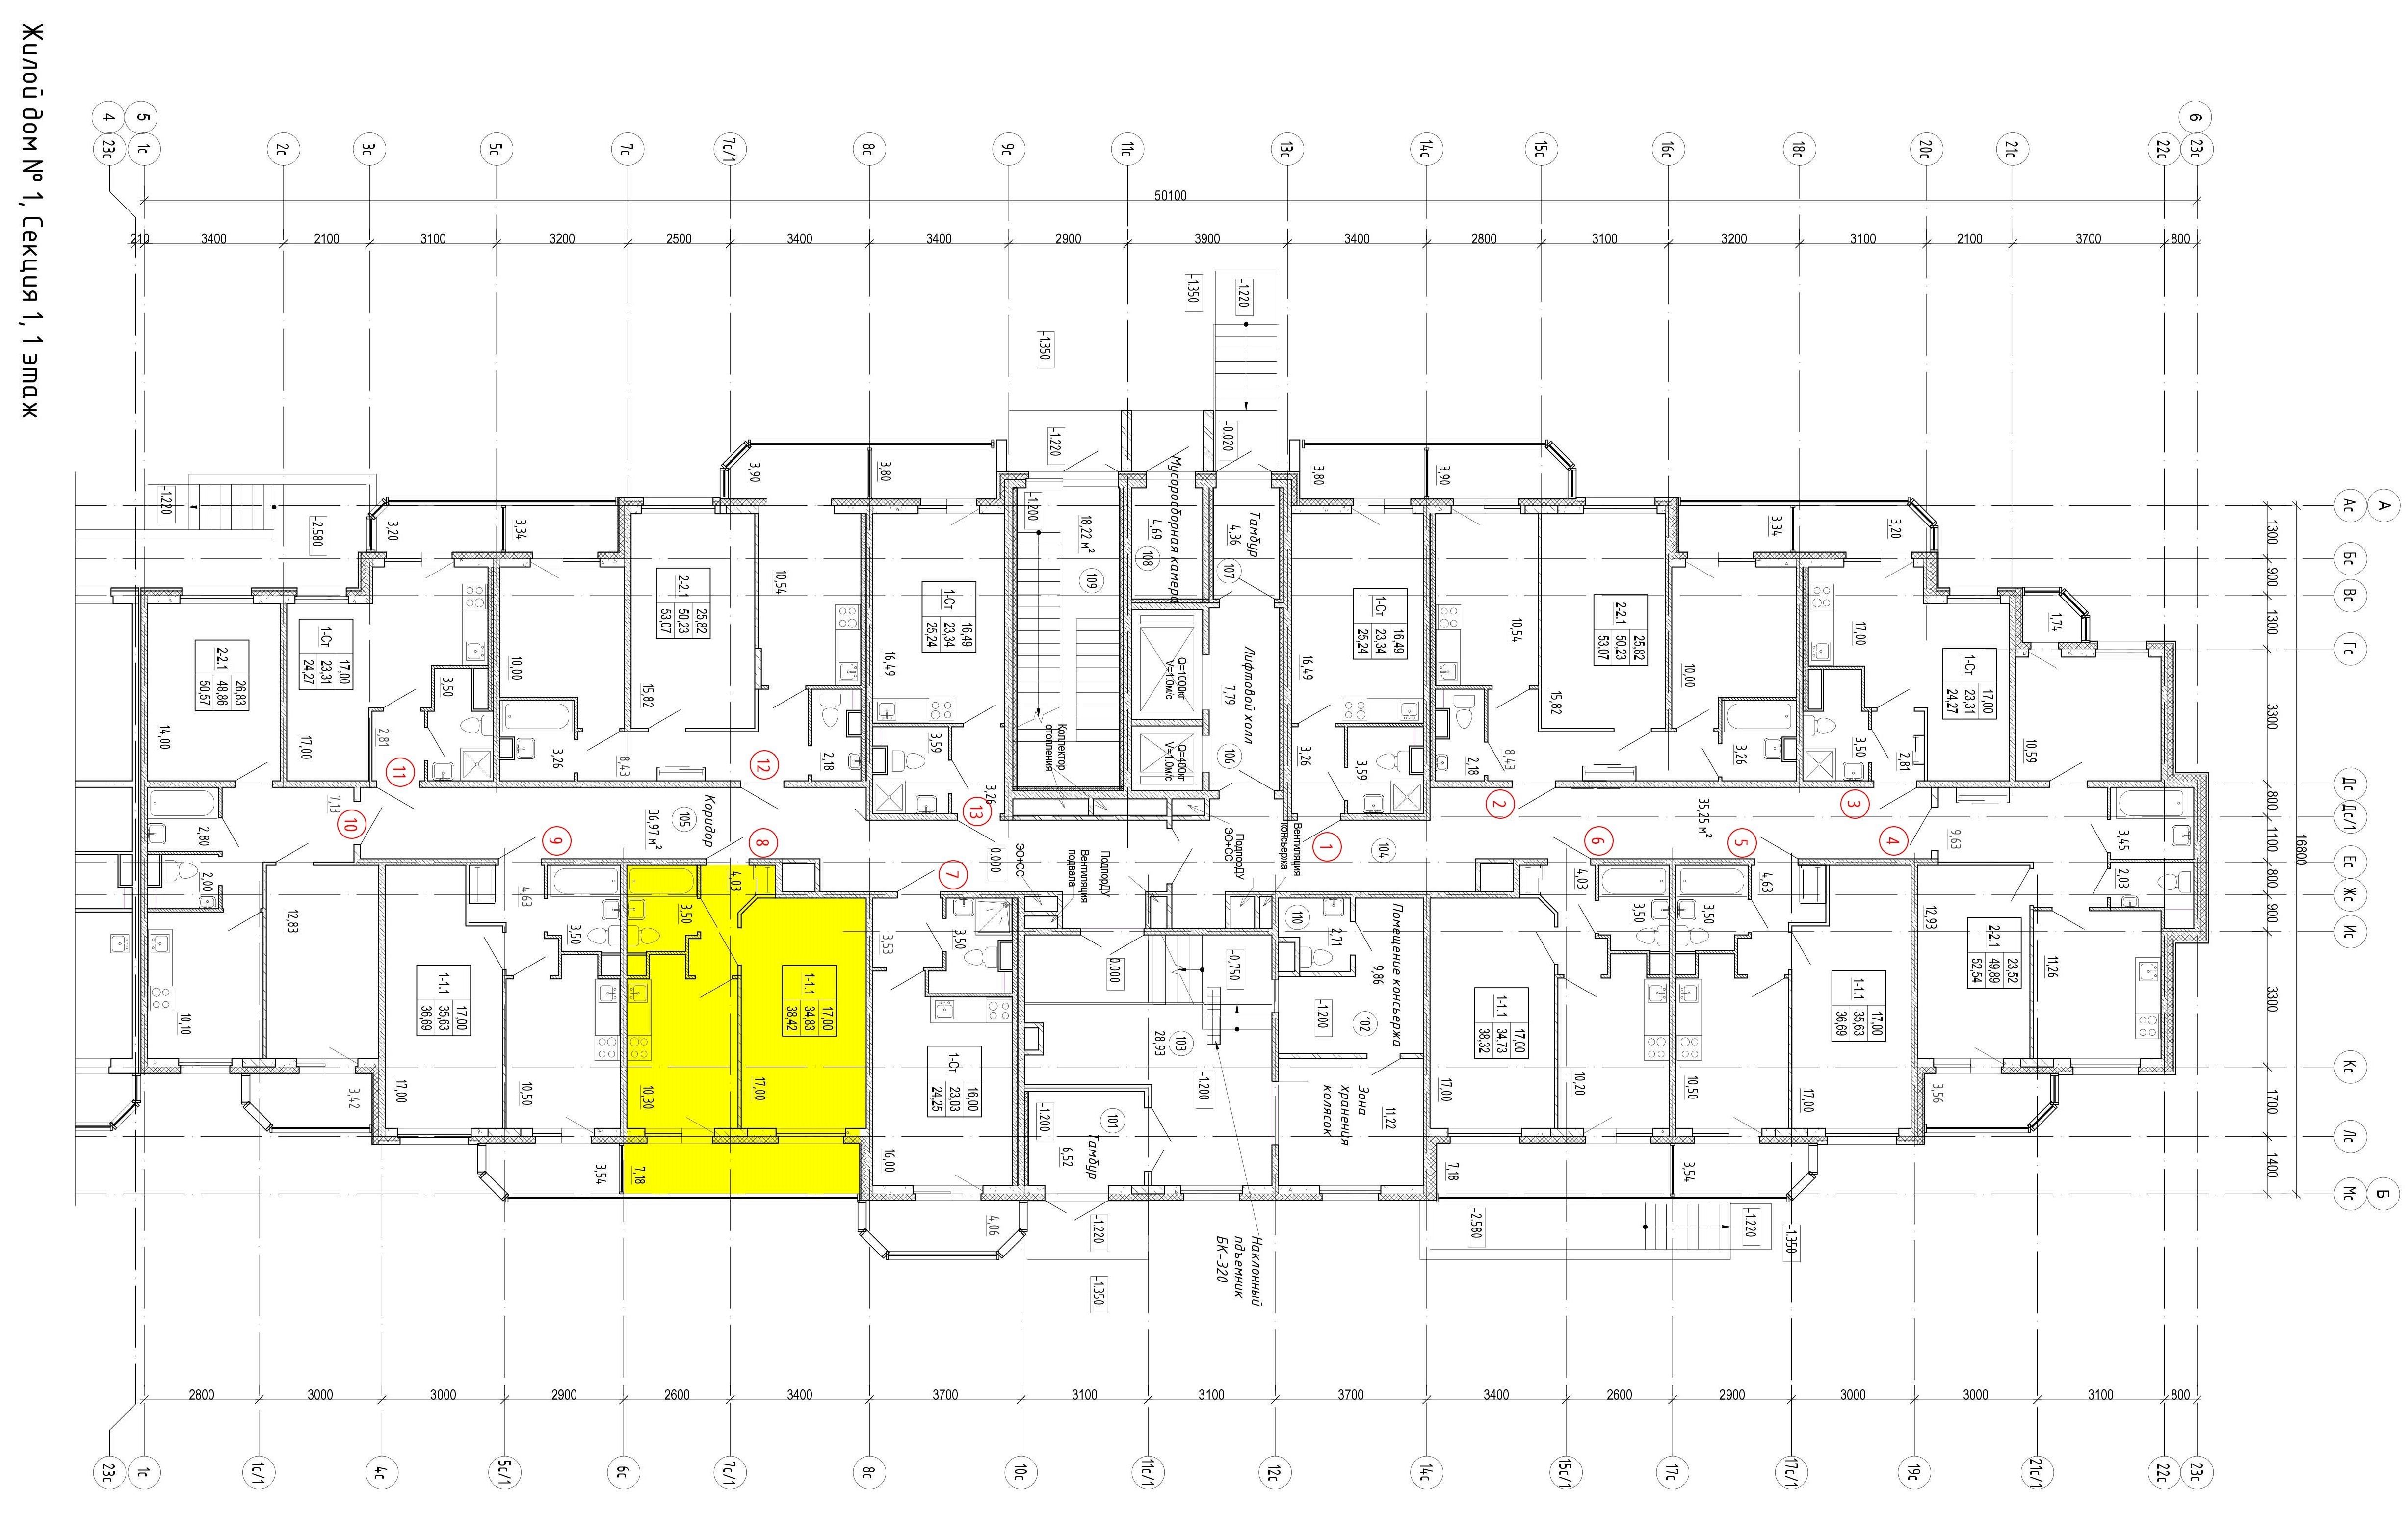 Жилой дом № 1, Секция 1, 1 этаж
4
5
6
23с
1с
2с
3с
5с
7с
7с/1
8с
9с
11с
13с
14с
15с
16с
18с
20с
21с
22с
23с
50100
210
3400
2100
3100
3200
2500
3400
3400
2900
3900
3400
2800
3100
3200
3100
2100
3700
800
-1.350
-1.220
-1.350
-1.220
-0.020
3,90
3,80
3,80
3,90
-1.220
-2.580
3,20
3,34
-1.200
18,22 м²
109
Мусоросборная камера
4,69
108
Тамбур
4,36
107
3,34
3,20
1,74
А
Ас
Бс
Вс
Гс
Дс
Дс/1
Ес
Жс
Ис
Кс
Лс
Мс
Б
1300
900
1300
3300
800
1100
800
900
3300
1700
1400
16800
2-2.1
26,83
48,86
50,57
14,00
1-Ст
17,00
23,31
24,27
17,00
2,81
3,50
10,00
3,26
2-2.1
25,82
50,23
53,07
15,82
8,43
10,54
2,18
1-Ст
16,49
23,34
25,24
16,49
3,59
3,26
Коллектор
отопления
Q=1000кг
V=1.0м/с
Q=400кг
V=1.0м/с
Лифтовой холл
7,79
106
1-Ст
16,49
23,34
25,24
16,49
3,26
3,59
10,54
2,18
8,43
2-2.1
25,82
50,23
53,07
15,82
10,00
3,26
17,00
3,50
2,81
1-Ст
17,00
23,31
24,27
10,59
11
12
13
2
3
7,13
10
9
Коридор
36,97 м²
105
8
7
0.000
ЭО+СС
Вентиляция
подвала
ПодпорДУ
ПодпорДУ
ЭО+СС
Вентиляция
консьержа
1
104
35,25 м²
6
5
4
9,63
3,45
2,03
2,80
2,00
12,83
10,10
4,63
3,50
4,03
3,50
1-1.1
17,00
35,63
36,69
17,00
10,50
10,30
1-1.1
17,00
34,83
38,42
17,00
3,53
3,50
1-Ст
16,00
23,03
24,25
16,00
0.000
-0.750
28,93
103
-1.200
-1.200
101
Тамбур
6,52
110
2,71
Помещение консьержа
9,86
-1.200
102
Зона
хранения
колясок
11,22
1-1.1
17,00
34,73
38,32
17,00
10,20
4,03
3,50
3,50
4,63
10,50
1-1.1
17,00
35,63
36,69
17,00
12,93
2-2.1
23,52
49,89
52,54
11,26
3,42
3,54
7,18
4,06
-1.220
-1.350
Наклонный
пдъемник
БК-320
7,18
3,54
3,56
-2.580
-1.220
-1.350
2800
3000
3000
2900
2600
3400
3700
3100
3100
3700
3400
2600
2900
3000
3000
3100
800
23с
1с
1с/1
4с
5с/1
6с
7с/1
8с
10с
11с/1
12с
14с
15с/1
17с
17с/1
19с
21с/1
22с
23с